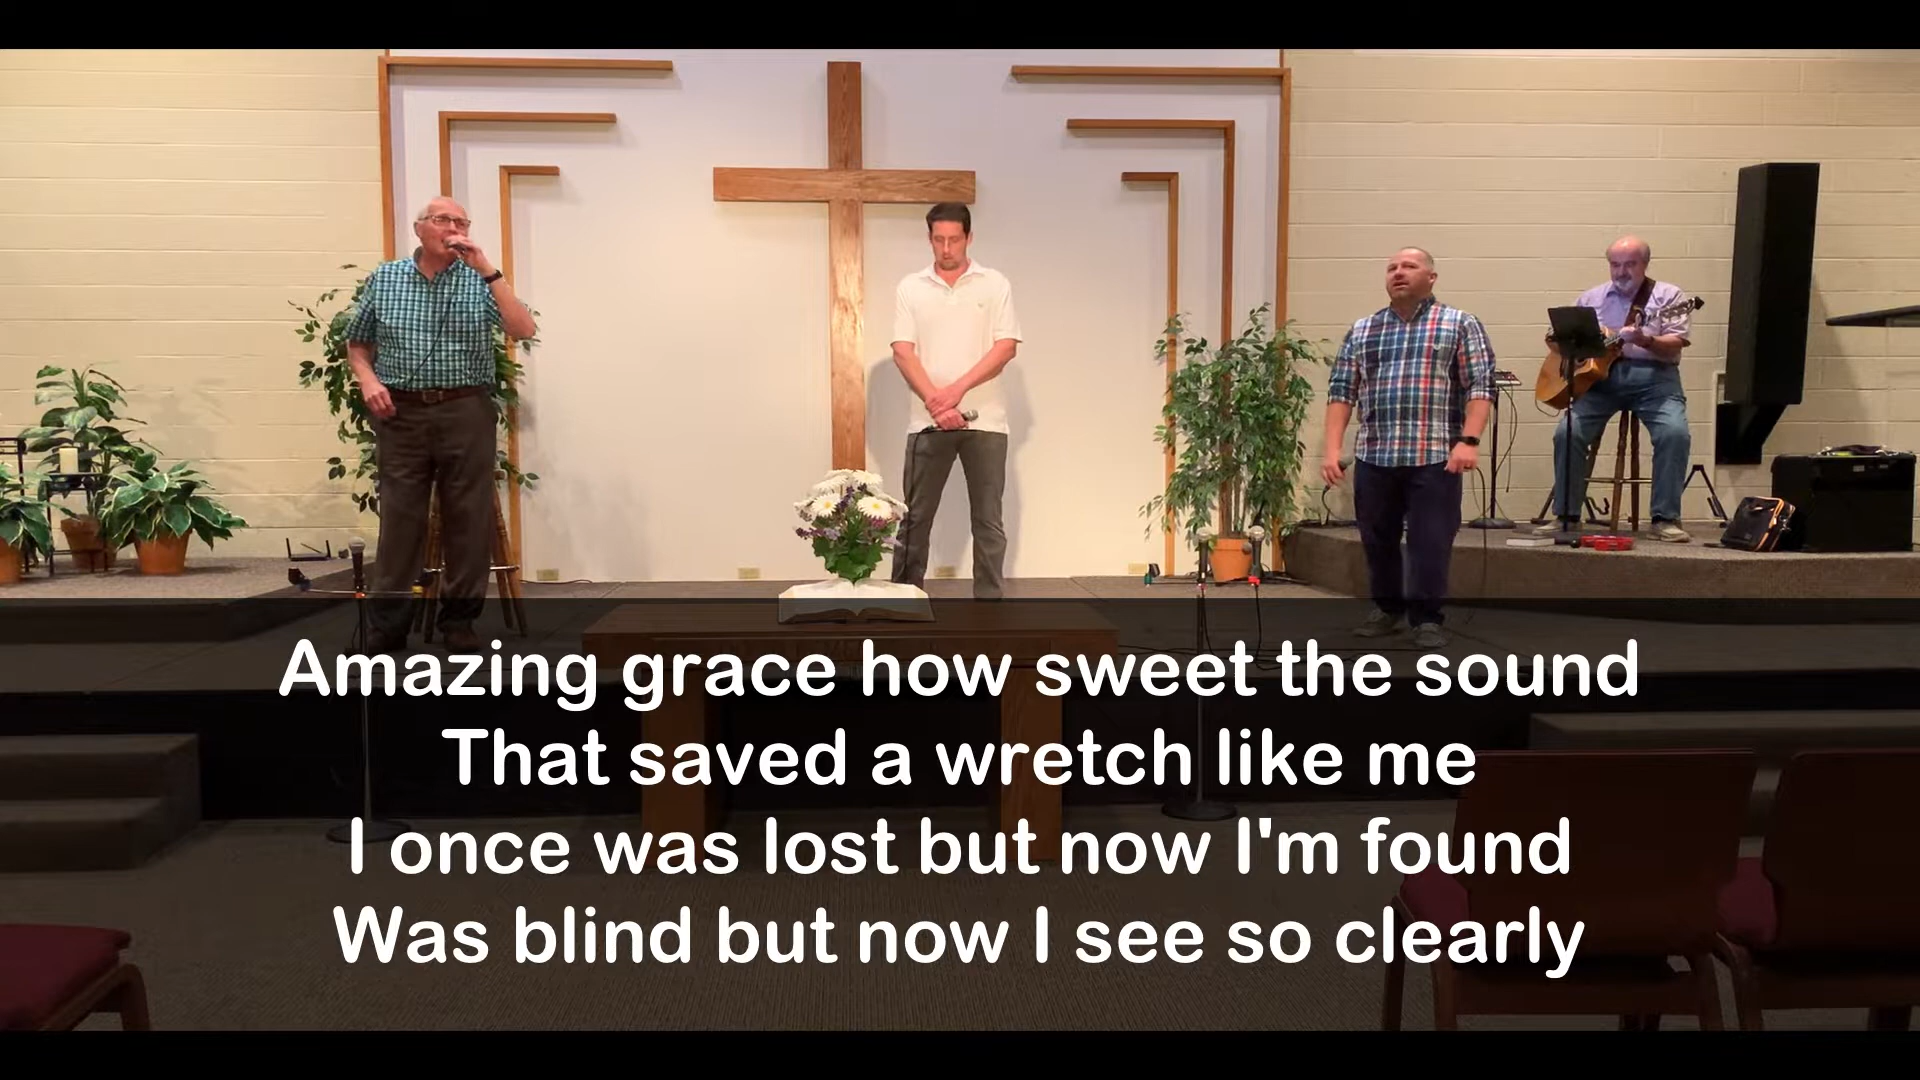 Amazing grace how sweet the sound
That saved a wretch like me
I once was lost but now I'm found
Was blind but now I see so clearly